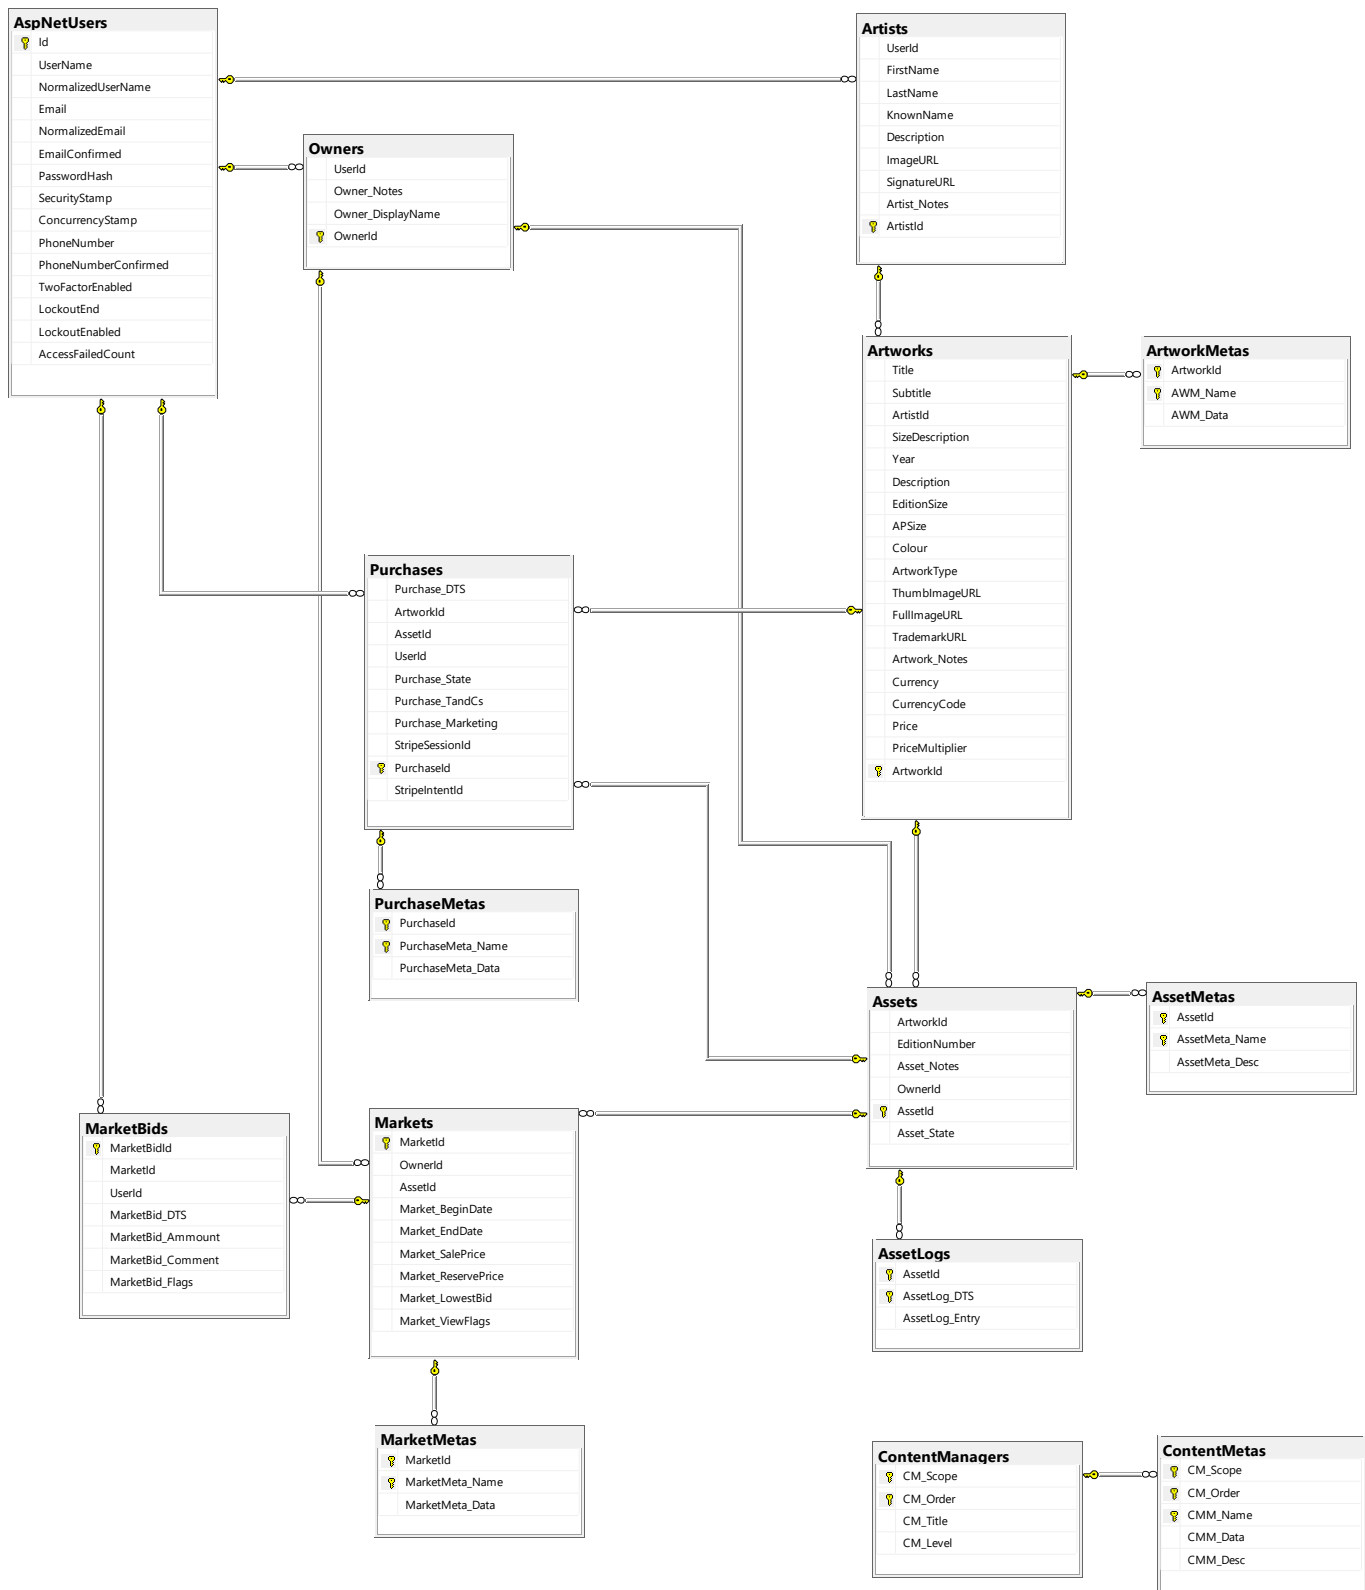 AspNetUsers
Id
UserName
NormalizedUserName
Email
NormalizedEmail
EmailConfirmed
PasswordHash
SecurityStamp
ConcurrencyStamp
PhoneNumber
PhoneNumberConfirmed
TwoFactorEnabled
LockoutEnd
LockoutEnabled
AccessFailedCount
Owners
UserId
Owner_Notes
Owner_DisplayName
OwnerId
Artists
UserId
FirstName
LastName
KnownName
Description
ImageURL
SignatureURL
Artist_Notes
ArtistId
Artworks
Title
Subtitle
ArtistId
SizeDescription
Year
Description
EditionSize
APSize
Colour
ArtworkType
ThumbImageURL
FullImageURL
TrademarkURL
Artwork_Notes
Currency
CurrencyCode
Price
PriceMultiplier
ArtworkId
ArtworkMetas
ArtworkId
AWM_Name
AWM_Data
Purchases
Purchase_DTS
ArtworkId
AssetId
UserId
Purchase_State
Purchase_TandCs
Purchase_Marketing
StripeSessionId
PurchaseId
StripeIntentId
PurchaseMetas
PurchaseId
PurchaseMeta_Name
PurchaseMeta_Data
Assets
ArtworkId
EditionNumber
Asset_Notes
OwnerId
AssetId
Asset_State
AssetMetas
AssetId
AssetMeta_Name
AssetMeta_Desc
MarketBids
MarketBidId
MarketId
UserId
MarketBid_DTS
MarketBid_Ammount
MarketBid_Comment
MarketBid_Flags
Markets
MarketId
OwnerId
AssetId
Market_BeginDate
Market_EndDate
Market_SalePrice
Market_ReservePrice
Market_LowestBid
Market_ViewFlags
AssetLogs
AssetId
AssetLog_DTS
AssetLog_Entry
MarketMetas
MarketId
MarketMeta_Name
MarketMeta_Data
ContentManagers
CM_Scope
CM_Order
CM_Title
CM_Level
ContentMetas
CM_Scope
CM_Order
CMM_Name
CMM_Data
CMM_Desc